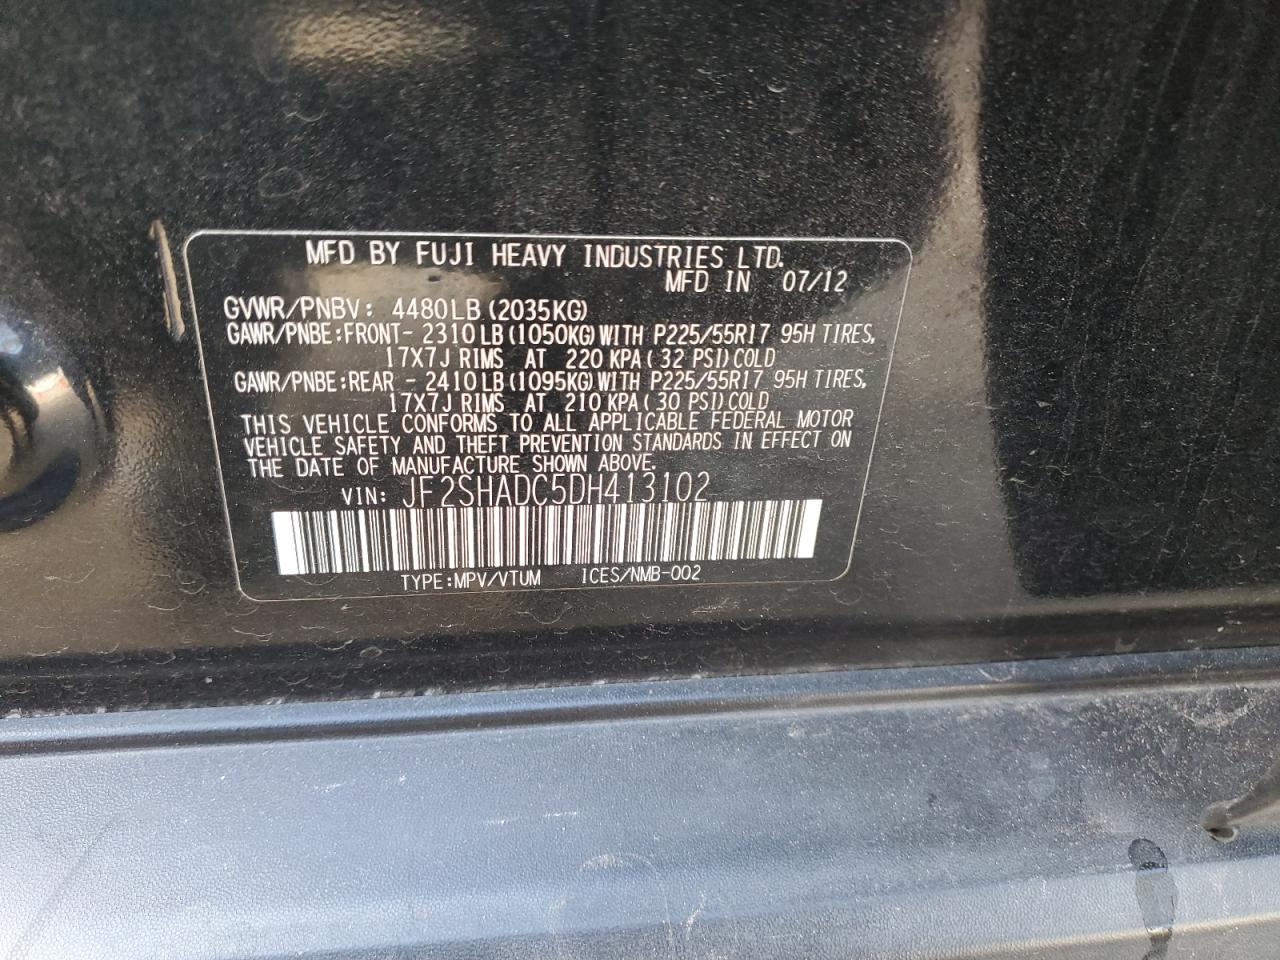 MFD BY FUJI HEAVY INDUSTRIES LTD.
MFD IN 07/12
GVWR/PNBV: 4480LB (2035KG)
GAWR/PNBE:FRONT- 2310LB (1050KG) WITH P225/55R17 95H TIRES,
17X7J RIMS AT 220 KPA ( 32 PSI) COLD
GAWR/PNBE:REAR - 2410LB (1095KG) WITH P225/55R17 95H TIRES,
17X7J RIMS AT 210 KPA ( 30 PSI) COLD
THIS VEHICLE CONFORMS TO ALL APPLICABLE FEDERAL MOTOR
VEHICLE SAFETY AND THEFT PREVENTION STANDARDS IN EFFECT ON
THE DATE OF MANUFACTURE SHOWN ABOVE.
VIN: JF2SHADC5DH413102
TYPE:MPV/VTUM ICES/NMB-002